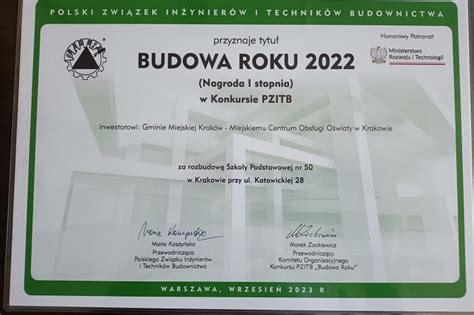 POLSKI ZWIĄZEK INŻYNIERÓW I TECHNIKÓW BUDOWNICTWA
przyznaje tytuł
Honorowy Patronat
Ministerstwo
Rozwoju i Technologii
BUDOWA ROKU 2022
(Nagroda I stopnia)
w Konkursie PZITB
Inwestorowi: Gminie Miejskiej Kraków - Miejskiemu Centrum Obsługi Oświaty w Krakowie
za rozbudowę Szkoły Podstawowej nr 50
w Krakowie przy ul. Katowickiej 28
Maria Kaszyńska
Przewodnicząca
Polskiego Związku Inżynierów
i Techników Budownictwa
Marek Zackiewicz
Przewodniczący
Komitetu Organizacyjnego
Konkursu PZITB „Budowa Roku"
WARSZAWA, WRZESIEŃ 2023 R.